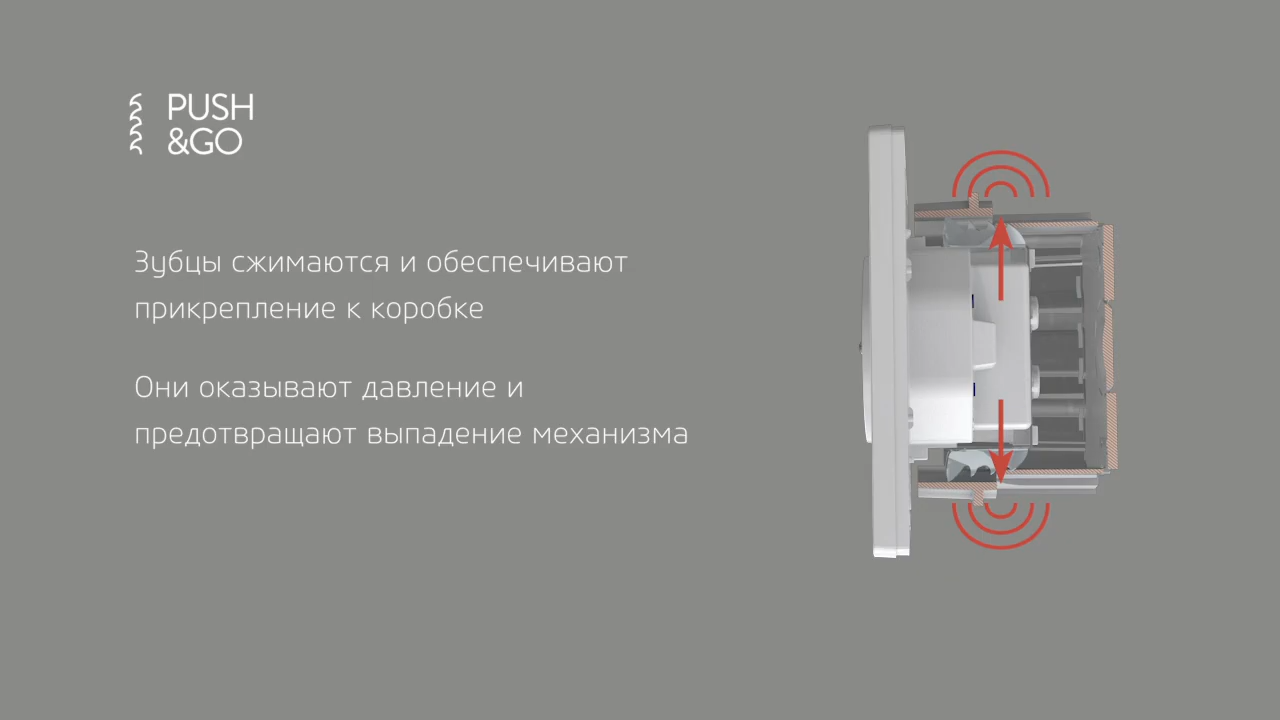 PUSH
&GO
Зубцы сжимаются и обеспечивают
прикрепление к коробке
Они оказывают давление и
предотвращают выпадение механизма